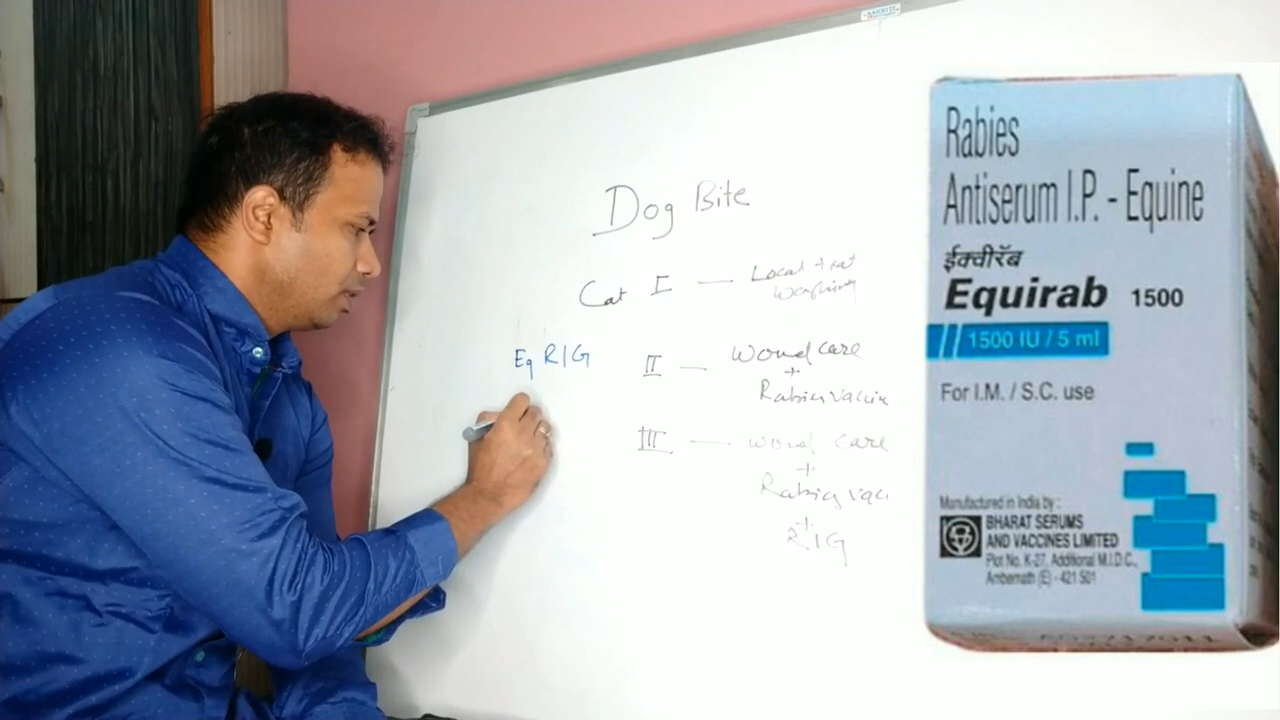 Dog Bite
Cat I — Local treat
washing
Eq RIG
II — Wound care
+
Rabies vaccin
III — Wound care
+
Rabies vacc
+
RIG
Rabies
Antiserum I.P. - Equine
ईक्वीरॅब
Equirab 1500
1500 IU / 5 ml
For I.M. / S.C. use
Manufactured in India by :
BHARAT SERUMS
AND VACCINES LIMITED
Plot No. K-27, Additional M.I.D.C.,
Ambernath (E) - 421 501